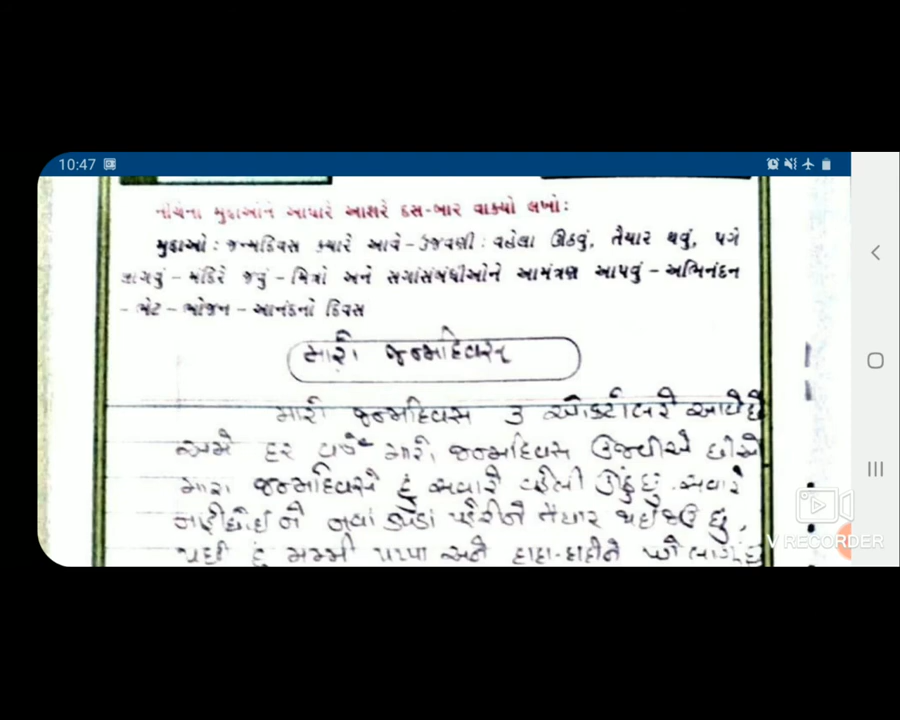 10:47
નીચેના મુદ્દાઓને આધારે આશરે દસ-બાર વાક્યો લખો:
મુદ્દાઓ : જન્મદિવસ ક્યારે આવે - ઉજવણી : વહેલા ઊઠવું, તૈયાર થવું, પગે
લાગવું - મંદિરે જવું - મિત્રો અને સગાંસંબંધીઓને આમંત્રણ આપવું - અભિનંદન
- ભેટ - ભોજન - આનંદનો દિવસ
મારો જન્મદિવસ
મારો જન્મદિવસ 3 ઓક્ટોબરે આવે છે
અમે દર વર્ષે મારો જન્મદિવસ ઉજવીએ છીએ
મારા જન્મદિવસે હું સવારે વહેલી ઊઠું છું. સવારે
નાહીધોઈ ને નવાં કપડાં પહેરીને તૈયાર થઈ જાઉં છું.
પછી હું મમ્મી પપ્પા અને દાદા-દાદીને પગે લાગું છું
V RECORDER